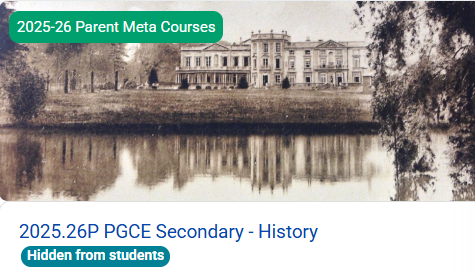 2025-26 Parent Meta Courses
2025.26P PGCE Secondary - History
Hidden from students